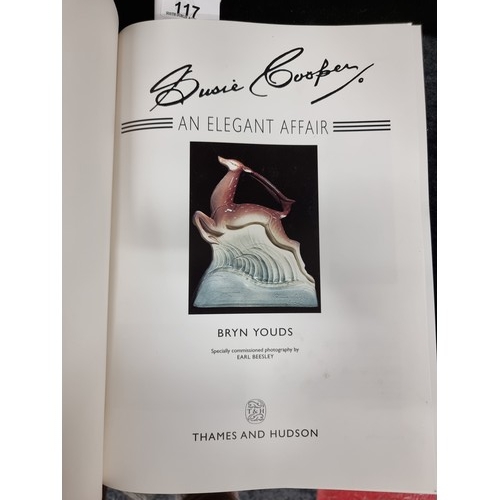 117
Susie Cooper.
AN ELEGANT AFFAIR
BRYN YOUDS
Specially commissioned photography by
EARL BEESLEY
T&H
THAMES AND HUDSON